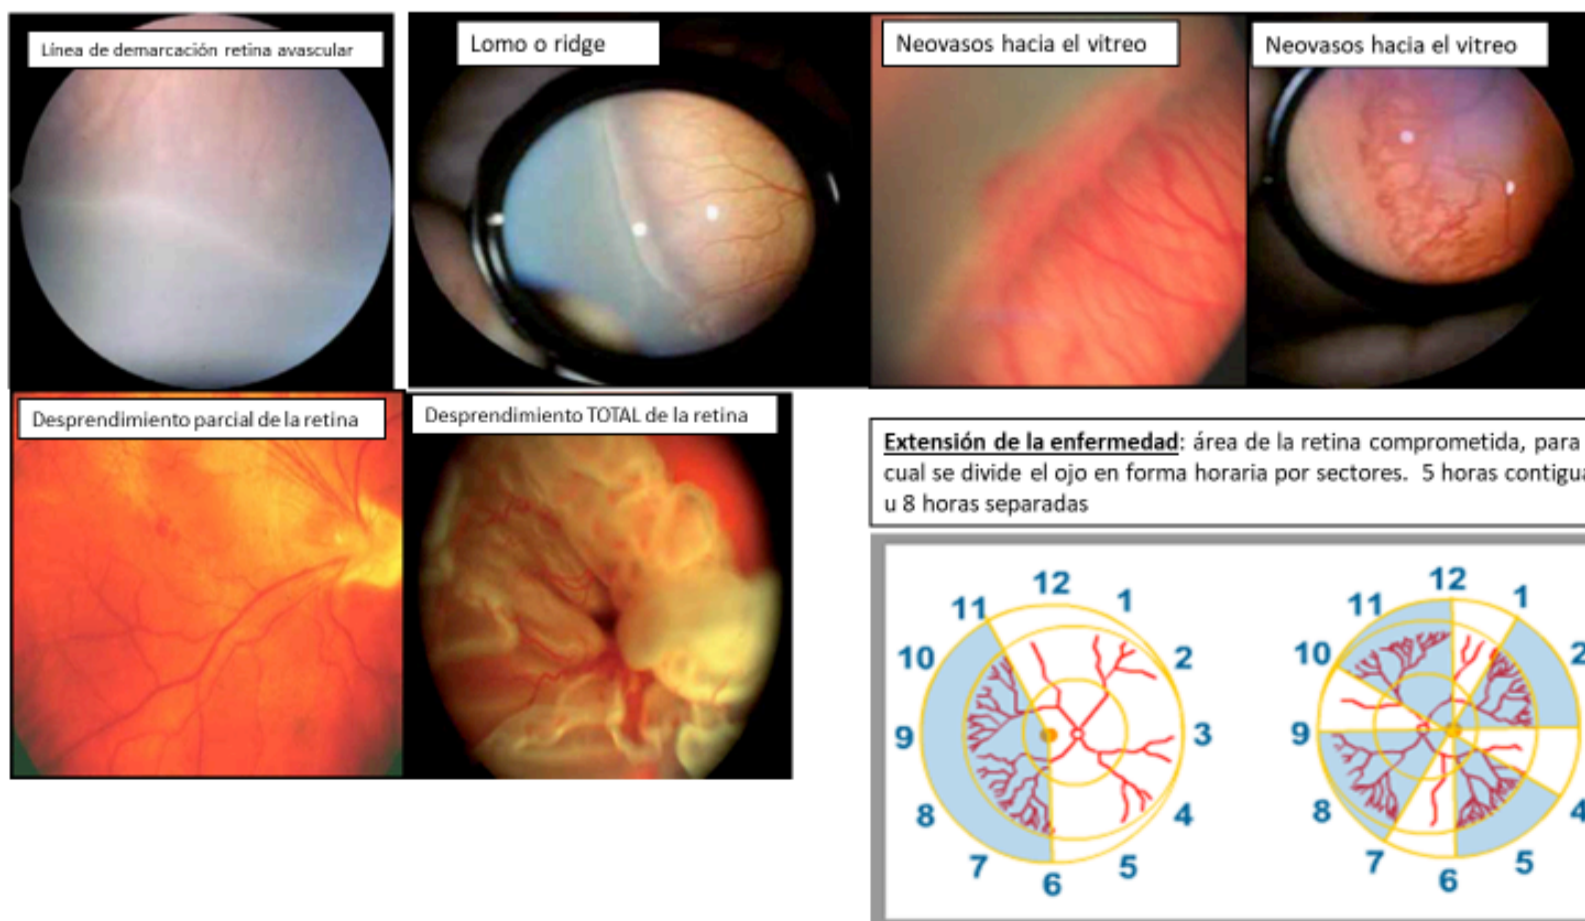 Línea de demarcación retina avascular
Lomo o ridge
Neovasos hacia el vitreo
Neovasos hacia el vitreo
Desprendimiento parcial de la retina
Desprendimiento TOTAL de la retina
Extensión de la enfermedad: área de la retina comprometida, para
cual se divide el ojo en forma horaria por sectores. 5 horas
u 8 horas separadas
12
1
2
3
4
5
6
7
8
9
10
11
12
1
2
4
5
6
7
8
9
10
11